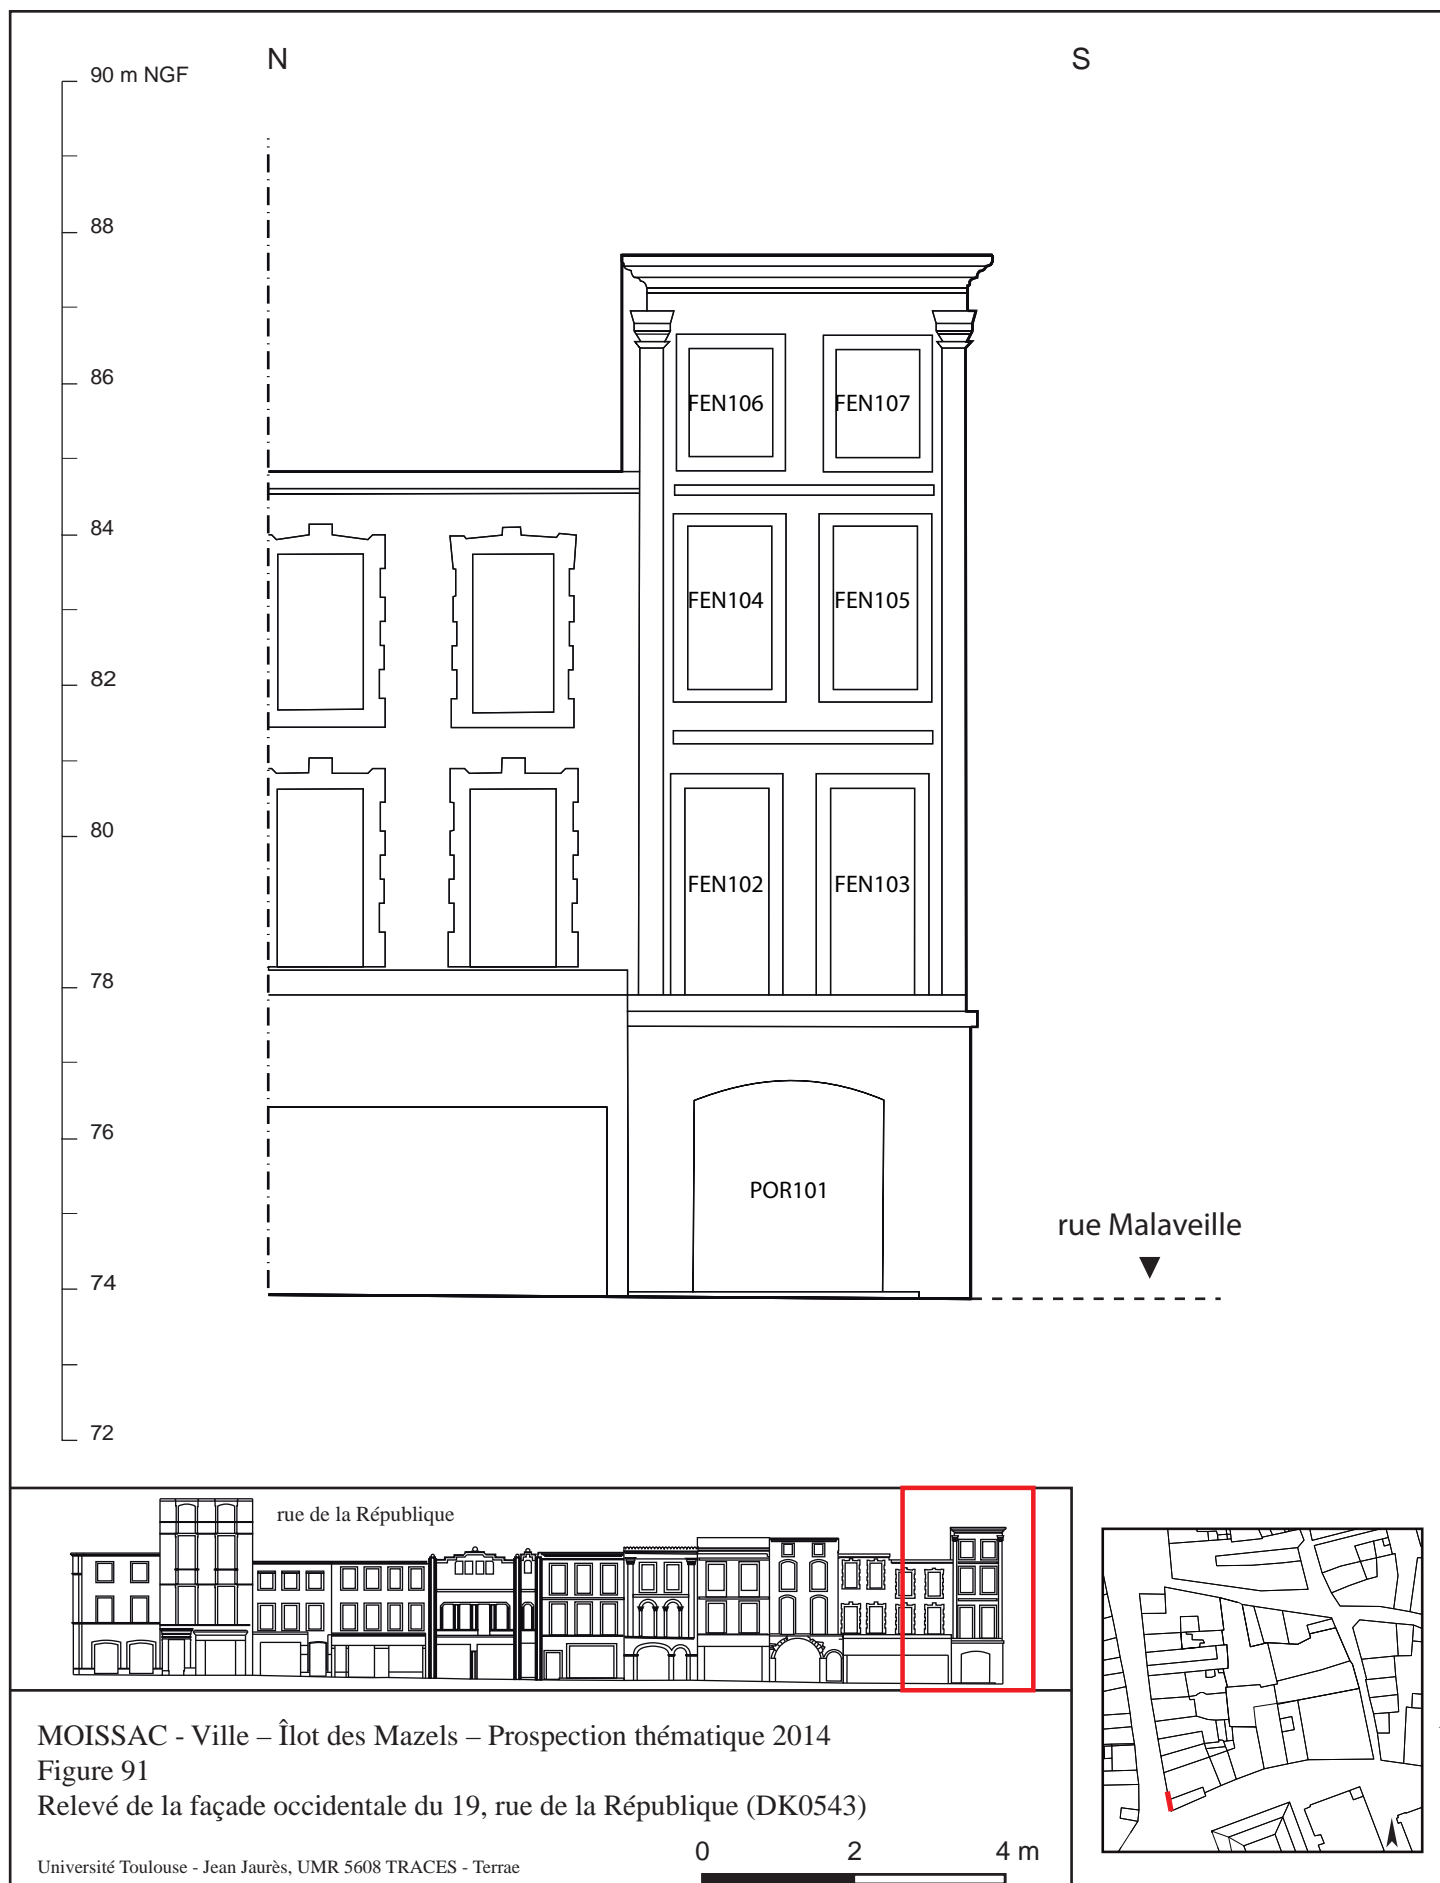 N
S
90 m NGF
88
86
84
82
80
78
76
74
72
FEN106
FEN107
FEN104
FEN105
FEN102
FEN103
POR101
rue Malaveille
rue de la République
MOISSAC - Ville – Îlot des Mazels – Prospection thématique 2014
Figure 91
Relevé de la façade occidentale du 19, rue de la République (DK0543)
Université Toulouse - Jean Jaurès, UMR 5608 TRACES - Terrae
0 2 4 m